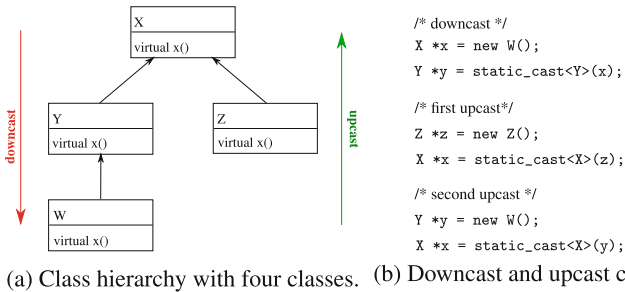 X
virtual x()
downcast
upcast
Y
virtual x()
Z
virtual x()
W
virtual x()
(a) Class hierarchy with four classes.
/* downcast */
X *x = new W();
Y *y = static_cast<Y>(x);
/* first upcast*/
Z *z = new Z();
X *x = static_cast<X>(z);
/* second upcast */
Y *y = new W();
X *x = static_cast<X>(y);
(b) Downcast and upcast c